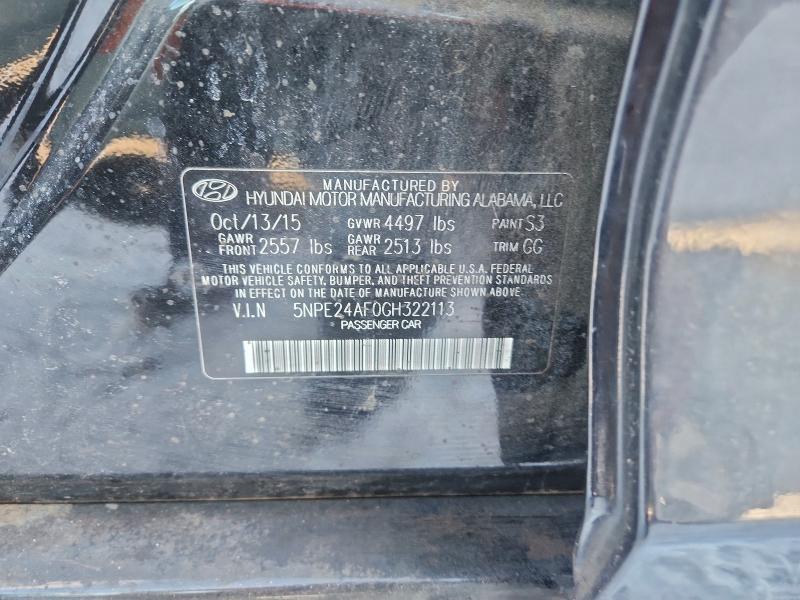 MANUFACTURED BY
HYUNDAI MOTOR MANUFACTURING ALABAMA, LLC
Oct/13/15 GVWR 4497 lbs PAINT S3
GAWR FRONT 2557 lbs GAWR REAR 2513 lbs TRIM GG
THIS VEHICLE CONFORMS TO ALL APPLICABLE U.S.A. FEDERAL
MOTOR VEHICLE SAFETY, BUMPER, AND THEFT PREVENTION STANDARDS
IN EFFECT ON THE DATE OF MANUFACTURE SHOWN ABOVE.
V.I.N 5NPE24AF0GH322113
PASSENGER CAR